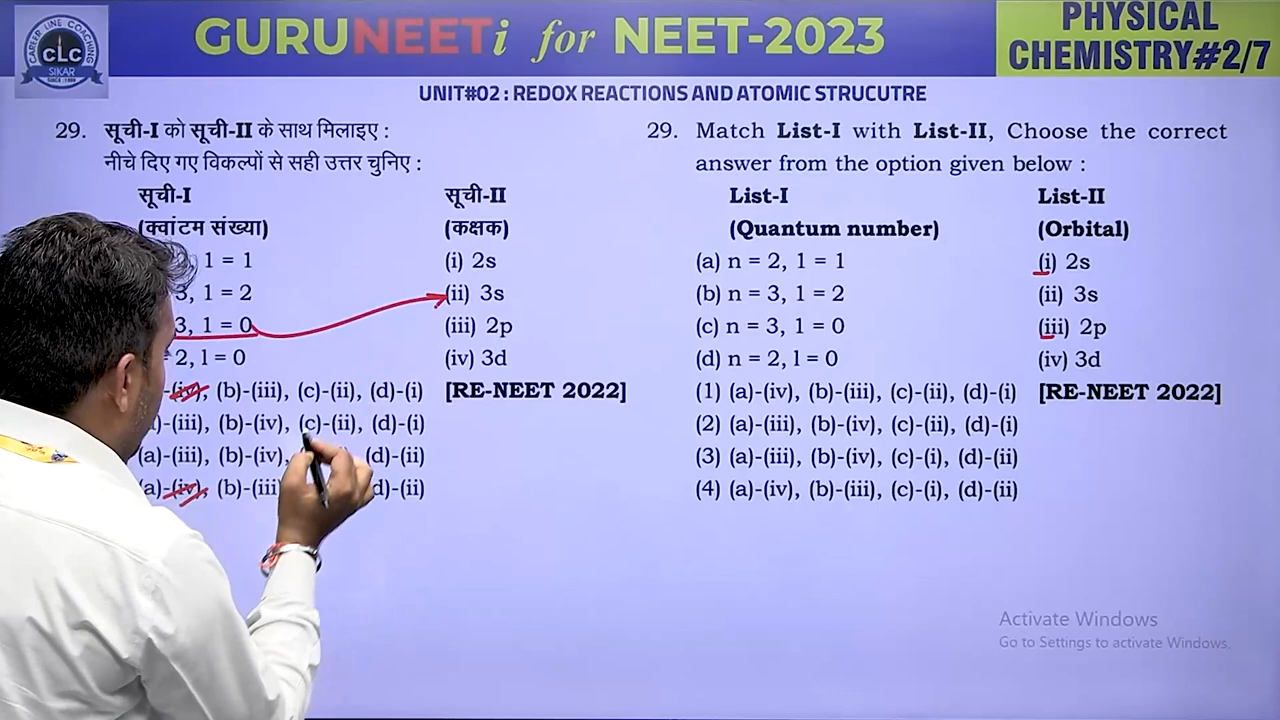 CAREER LINE COACHING
CLC
SIKAR
SINCE : 1996
GURUNEETi for NEET-2023
PHYSICAL
CHEMISTRY#2/7
UNIT#02 : REDOX REACTIONS AND ATOMIC STRUCUTRE
29. सूची-I को सूची-II के साथ मिलाइए :
नीचे दिए गए विकल्पों से सही उत्तर चुनिए :
सूची-I सूची-II
(क्वांटम संख्या) (कक्षक)
1 = 1 (i) 2s
3, 1 = 2 (ii) 3s
3, 1 = 0 (iii) 2p
= 2, l = 0 (iv) 3d
-(iv), (b)-(iii), (c)-(ii), (d)-(i) [RE-NEET 2022]
-(iii), (b)-(iv), (c)-(ii), (d)-(i)
(a)-(iii), (b)-(iv), (d)-(ii)
(a)-(iv), (b)-(iii) d)-(ii)
29. Match List-I with List-II, Choose the correct
answer from the option given below :
List-I List-II
(Quantum number) (Orbital)
(a) n = 2, 1 = 1 (i) 2s
(b) n = 3, 1 = 2 (ii) 3s
(c) n = 3, 1 = 0 (iii) 2p
(d) n = 2, l = 0 (iv) 3d
(1) (a)-(iv), (b)-(iii), (c)-(ii), (d)-(i) [RE-NEET 2022]
(2) (a)-(iii), (b)-(iv), (c)-(ii), (d)-(i)
(3) (a)-(iii), (b)-(iv), (c)-(i), (d)-(ii)
(4) (a)-(iv), (b)-(iii), (c)-(i), (d)-(ii)
Activate Windows
Go to Settings to activate Windows.